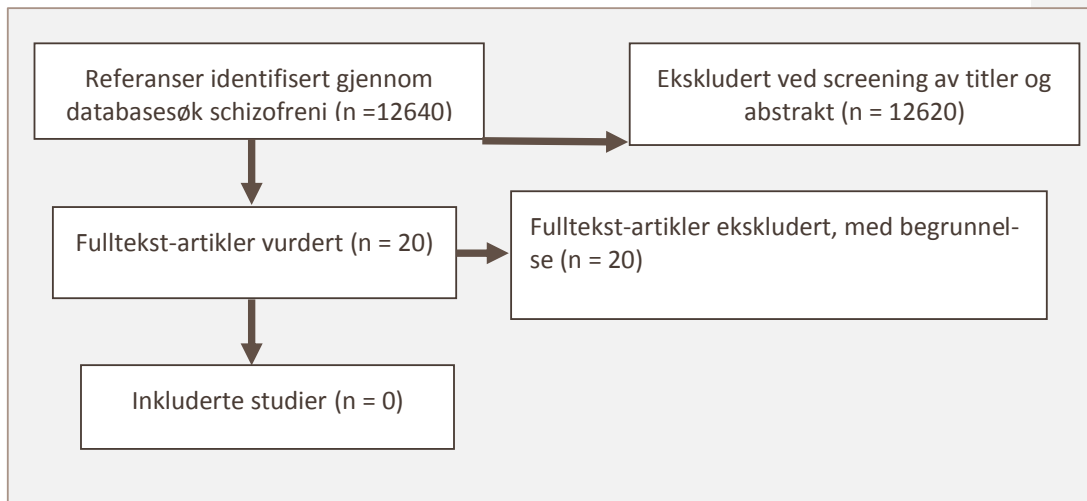 Referanser identifisert gjennom
databasesøk schizofreni (n =12640)
Ekskludert ved screening av titler og
abstrakt (n = 12620)
Fulltekst-artikler vurdert (n = 20)
Fulltekst-artikler ekskludert, med begrunnel-
se (n = 20)
Inkluderte studier (n = 0)